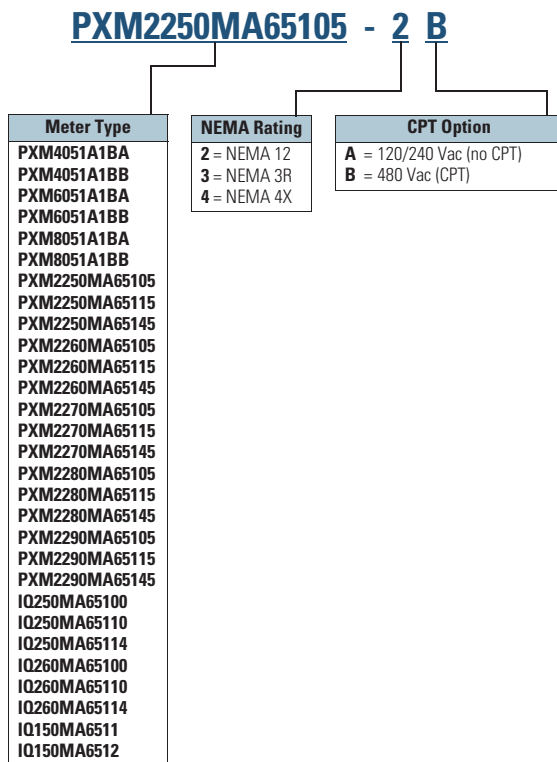 PXM2250MA65105 - 2 B
Meter Type
PXM4051A1BA
PXM4051A1BB
PXM6051A1BA
PXM6051A1BB
PXM8051A1BA
PXM8051A1BB
PXM2250MA65105
PXM2250MA65115
PXM2250MA65145
PXM2260MA65105
PXM2260MA65115
PXM2260MA65145
PXM2270MA65105
PXM2270MA65115
PXM2270MA65145
PXM2280MA65105
PXM2280MA65115
PXM2280MA65145
PXM2290MA65105
PXM2290MA65115
PXM2290MA65145
IQ250MA65100
IQ250MA65110
IQ250MA65114
IQ260MA65100
IQ260MA65110
IQ260MA65114
IQ150MA6511
IQ150MA6512
NEMA Rating
2 = NEMA 12
3 = NEMA 3R
4 = NEMA 4X
CPT Option
A = 120/240 Vac (no CPT)
B = 480 Vac (CPT)